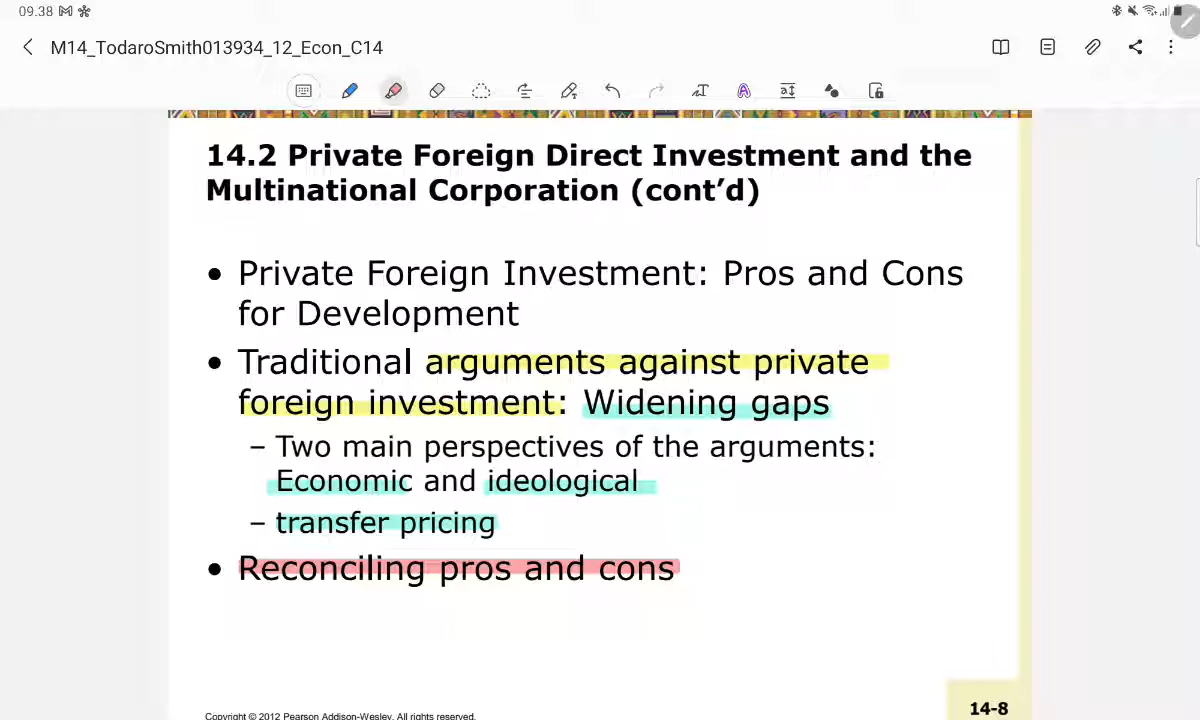 09.38
M14_TodaroSmith013934_12_Econ_C14
14.2 Private Foreign Direct Investment and the
Multinational Corporation (cont’d)
• Private Foreign Investment: Pros and Cons
for Development
• Traditional arguments against private
foreign investment: Widening gaps
– Two main perspectives of the arguments:
Economic and ideological
– transfer pricing
• Reconciling pros and cons
Copyright © 2012 Pearson Addison-Wesley. All rights reserved.
14-8